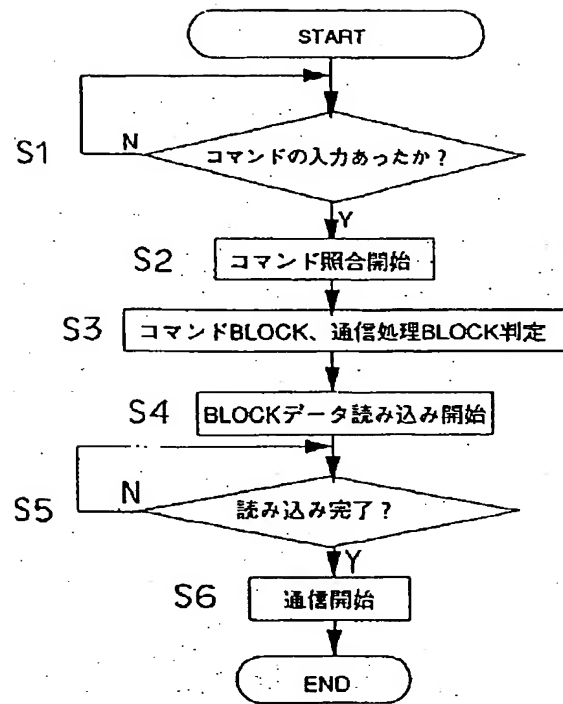 START
S1
N
コマンドの入力あったか？
Y
S2
コマンド照合開始
S3
コマンドBLOCK、通信処理BLOCK判定
S4
BLOCKデータ読み込み開始
S5
N
読み込み完了？
Y
S6
通信開始
END